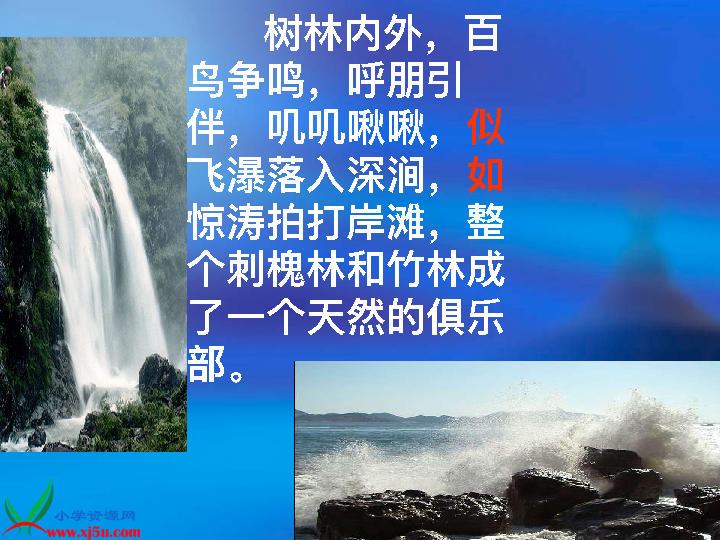 树林内外，百
鸟争鸣，呼朋引
伴，叽叽啾啾，似
飞瀑落入深涧，如
惊涛拍打岸滩，整
个刺槐林和竹林成
了一个天然的俱乐
部。
小学资源网
www.xj5u.com